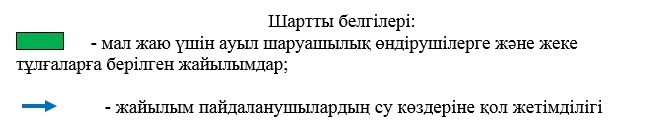 Шартты белгілері:
- мал жаю үшін ауыл шаруашылық өндірушілерге және жеке
тұлғаларға берілген жайылымдар;
- жайылым пайдаланушылардың су көздеріне қол жетімділігі